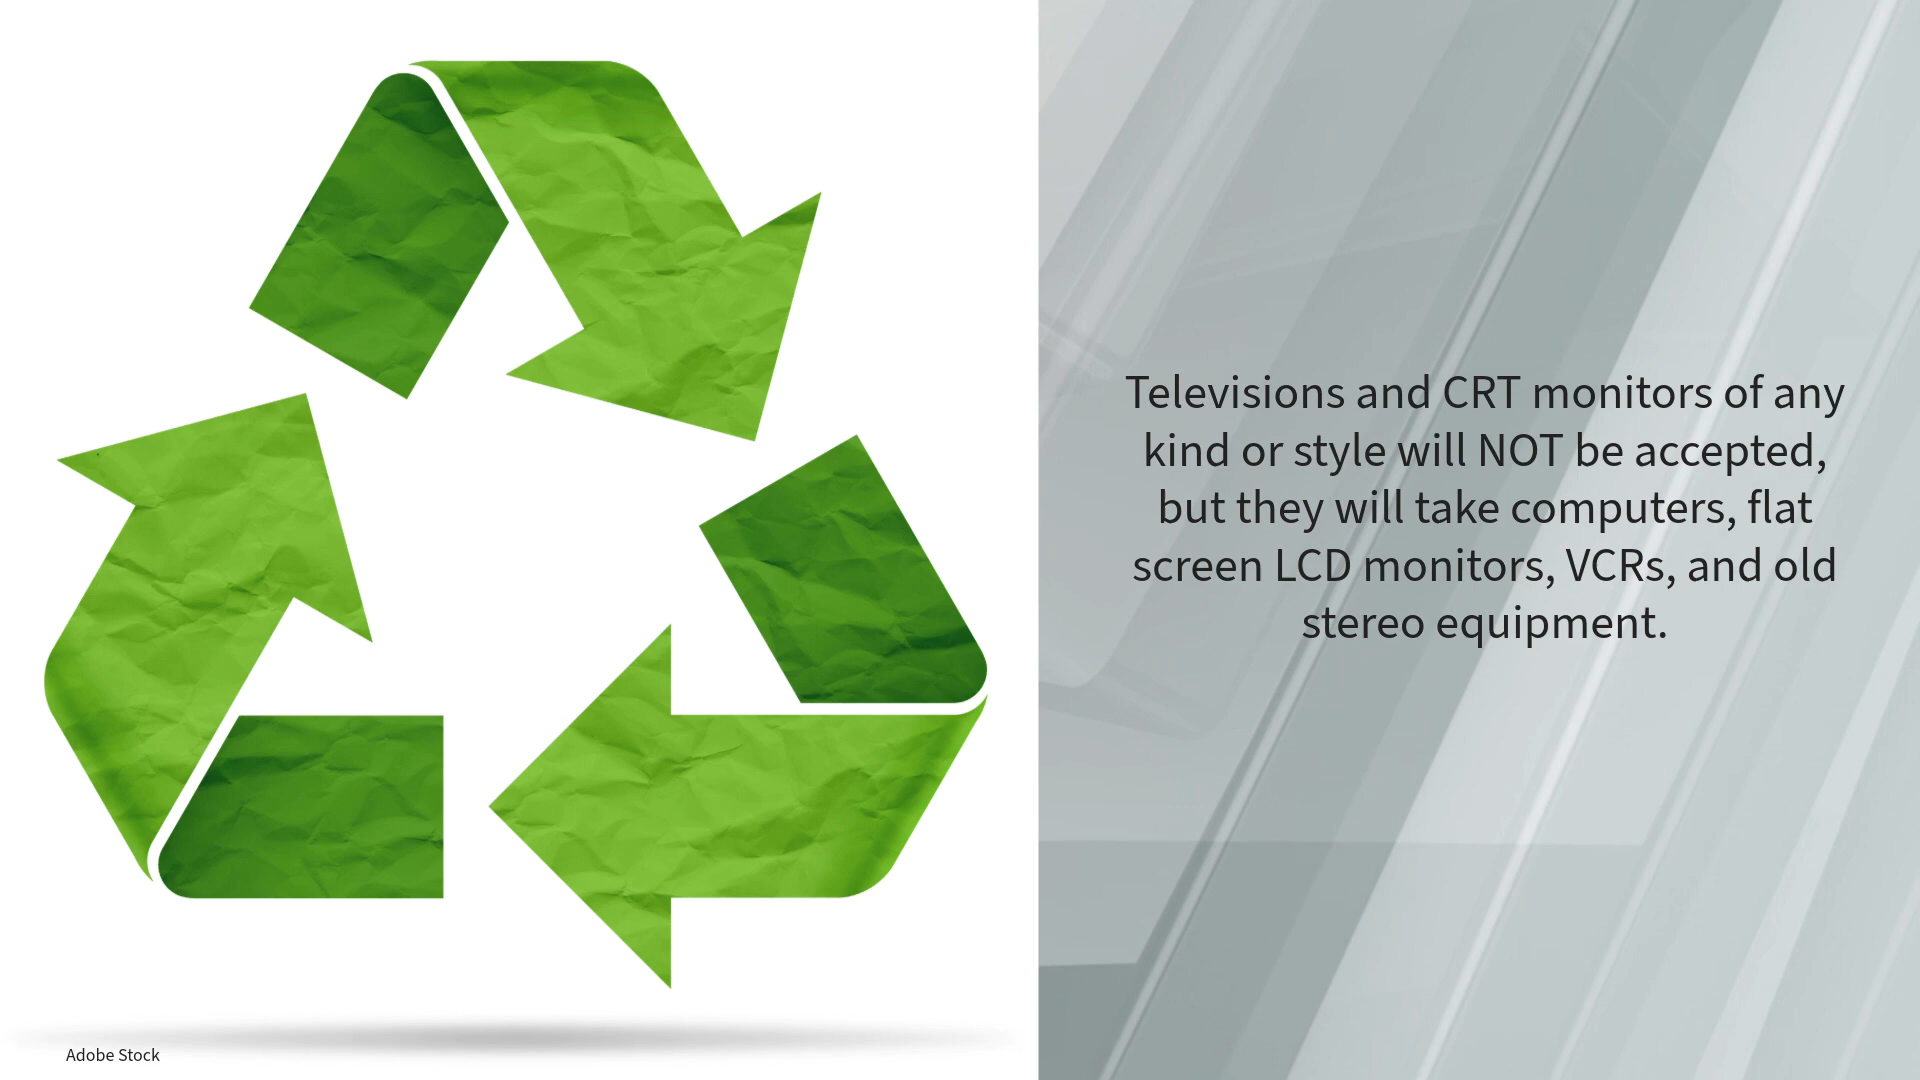 Televisions and CRT monitors of any
kind or style will NOT be accepted,
but they will take computers, flat
screen LCD monitors, VCRs, and old
stereo equipment.
Adobe Stock